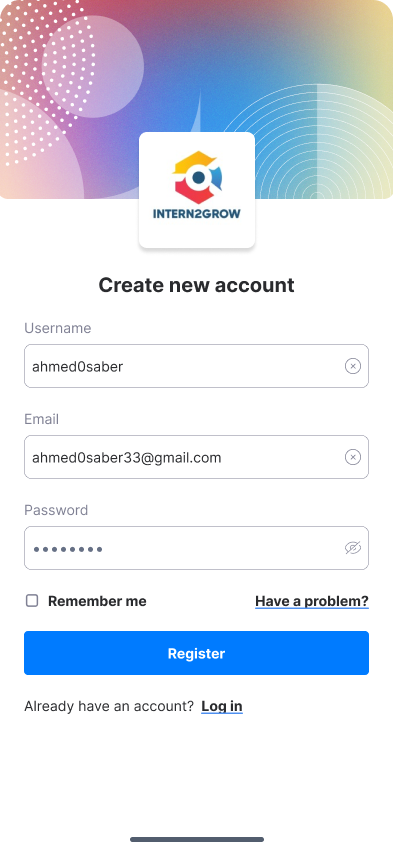 INTERN2GROW
Create new account
Username
ahmed0saber
Email
ahmed0saber33@gmail.com
Password
Remember me
Have a problem?
Register
Already have an account? Log in